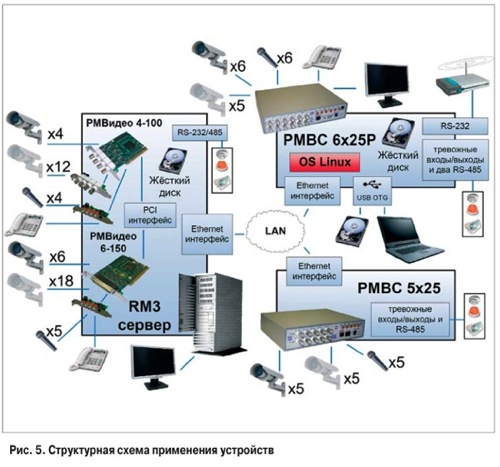 x4
x12
x4
x6
x18
x5
РМВидео 4-100
Жёсткий
диск
PCI
интерфейс
РМВидео
6-150
RM3
сервер
RS-232/485
Ethernet
интерфейс
LAN
x6
x5
x6
РМВС 6x25P
OS Linux
Жёсткий
диск
Ethernet
интерфейс
USB OTG
RS-232
тревожные
входы/выходы
и два RS-485
Ethernet
интерфейс
РМВС 5x25
тревожные
входы/выходы и
RS-485
x5
x5
x5
Рис. 5. Структурная схема применения устройств